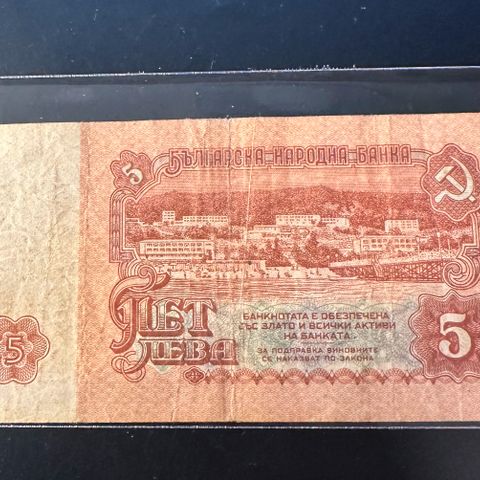 БЪЛГАРСКА НАРОДНА БАНКА
5
ПЕТ
ЛЕВА
БАНКНОТАТА Е ОБЕЗПЕЧЕНА
СЪС ЗЛАТО И ВСИЧКИ АКТИВИ
НА БАНКАТА.
ЗА ПОДПРАВКА ВИНОВНИТЕ
СЕ НАКАЗВАТ ПО ЗАКОНА
5
5